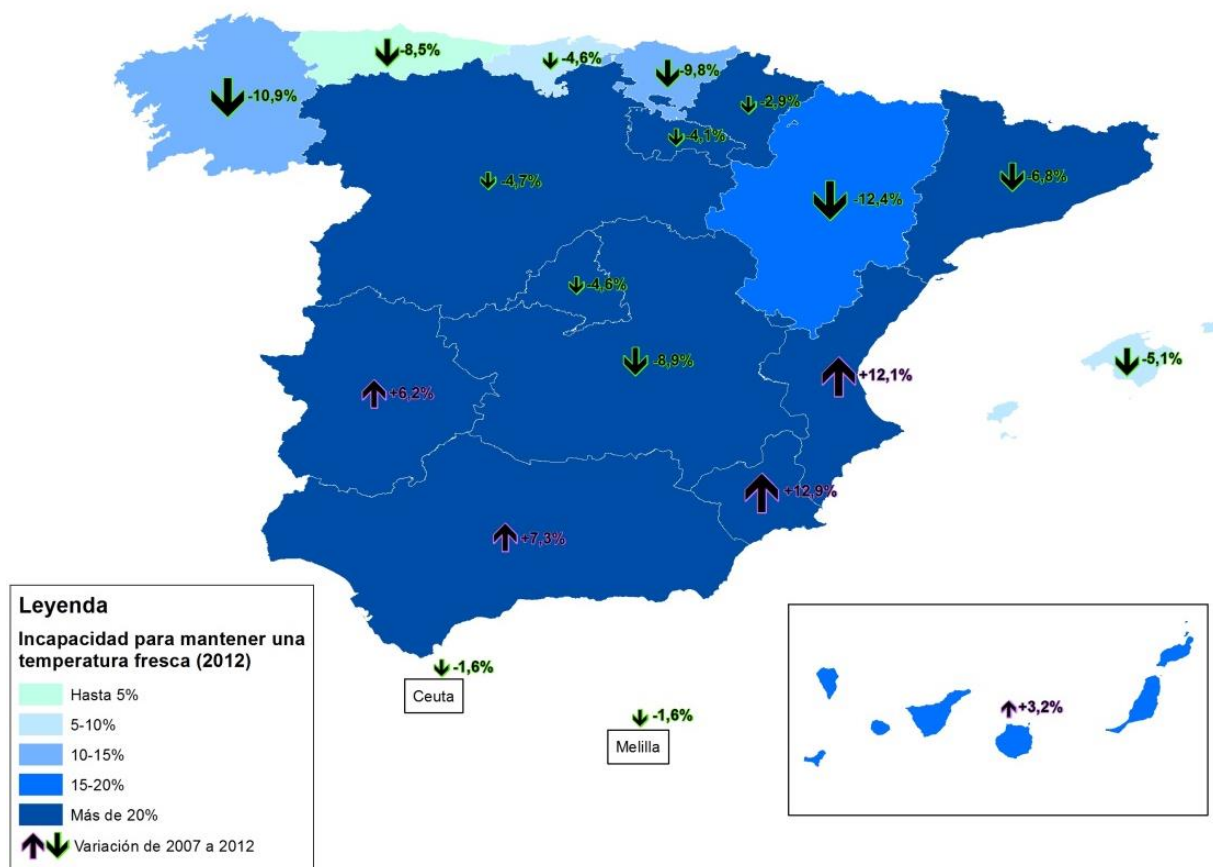 -8,5%
-4,6%
-9,8%
-10,9%
-2,9%
-4,1%
-4,7%
-6,8%
-12,4%
-4,6%
-8,9%
-5,1%
+12,1%
+6,2%
+12,9%
+7,3%
-1,6%
Ceuta
-1,6%
Melilla
+3,2%
Leyenda
Incapacidad para mantener una
temperatura fresca (2012)
Hasta 5%
5-10%
10-15%
15-20%
Más de 20%
Variación de 2007 a 2012